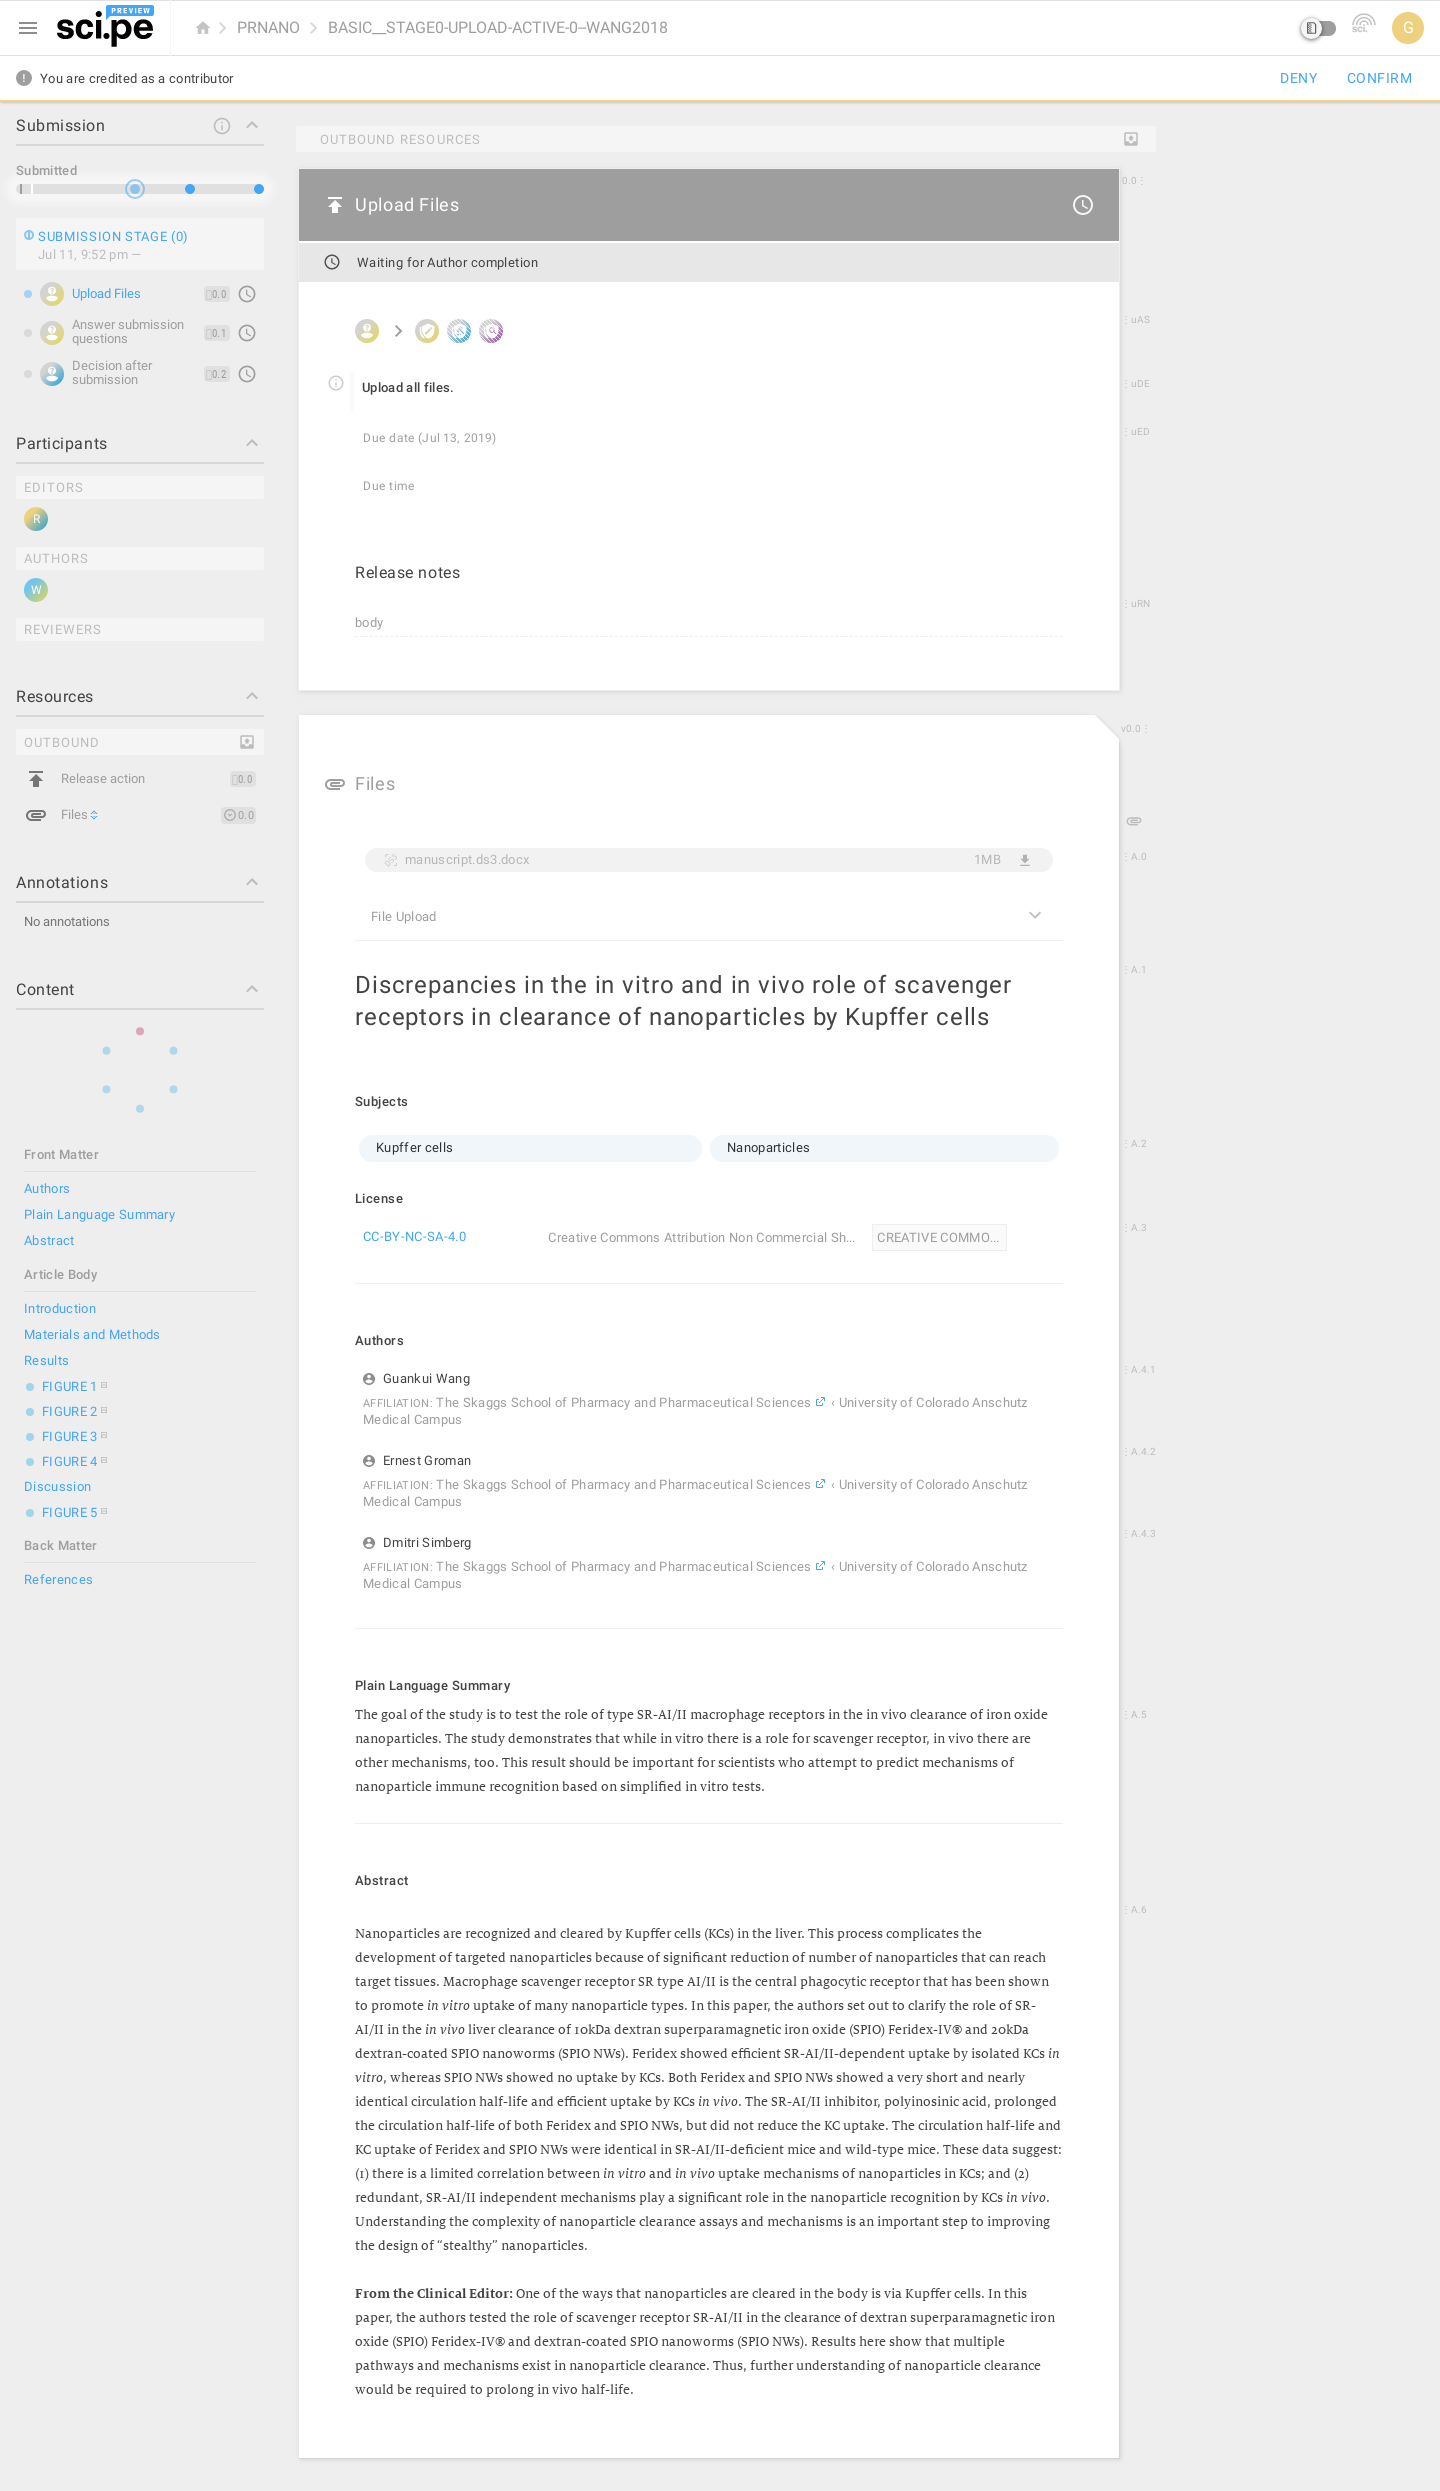 PREVIEW
sci.pe
PRNANO
BASIC__STAGE0-UPLOAD-ACTIVE-0--WANG2018
sci.
G
You are credited as a contributor
DENY
CONFIRM
Submission
Submitted
SUBMISSION STAGE (0)
Jul 11, 9:52 pm —
Upload Files
0.0
Answer submission
questions
0.1
Decision after
submission
0.2
Participants
EDITORS
R
AUTHORS
W
REVIEWERS
Resources
OUTBOUND
Release action
0.0
Files
0.0
Annotations
No annotations
Content
Front Matter
Authors
Plain Language Summary
Abstract
Article Body
Introduction
Materials and Methods
Results
FIGURE 1
FIGURE 2
FIGURE 3
FIGURE 4
Discussion
FIGURE 5
Back Matter
References
OUTBOUND RESOURCES
Upload Files
0.0
Waiting for Author completion
uAS
Upload all files.
uDE
Due date (Jul 13, 2019)
uED
Due time
Release notes
uRN
body
v0.0
Files
manuscript.ds3.docx
1MB
A.0
File Upload
Discrepancies in the in vitro and in vivo role of scavenger
receptors in clearance of nanoparticles by Kupffer cells
A.1
Subjects
Kupffer cells
Nanoparticles
A.2
License
CC-BY-NC-SA-4.0
Creative Commons Attribution Non Commercial Sh...
CREATIVE COMMO...
A.3
Authors
Guankui Wang
A.4.1
AFFILIATION: The Skaggs School of Pharmacy and Pharmaceutical Sciences ‹ University of Colorado Anschutz
Medical Campus
Ernest Groman
A.4.2
AFFILIATION: The Skaggs School of Pharmacy and Pharmaceutical Sciences ‹ University of Colorado Anschutz
Medical Campus
Dmitri Simberg
A.4.3
AFFILIATION: The Skaggs School of Pharmacy and Pharmaceutical Sciences ‹ University of Colorado Anschutz
Medical Campus
Plain Language Summary
A.5
The goal of the study is to test the role of type SR-AI/II macrophage receptors in the in vivo clearance of iron oxide
nanoparticles. The study demonstrates that while in vitro there is a role for scavenger receptor, in vivo there are
other mechanisms, too. This result should be important for scientists who attempt to predict mechanisms of
nanoparticle immune recognition based on simplified in vitro tests.
Abstract
A.6
Nanoparticles are recognized and cleared by Kupffer cells (KCs) in the liver. This process complicates the
development of targeted nanoparticles because of significant reduction of number of nanoparticles that can reach
target tissues. Macrophage scavenger receptor SR type AI/II is the central phagocytic receptor that has been shown
to promote in vitro uptake of many nanoparticle types. In this paper, the authors set out to clarify the role of SR-
AI/II in the in vivo liver clearance of 10kDa dextran superparamagnetic iron oxide (SPIO) Feridex-IV® and 20kDa
dextran-coated SPIO nanoworms (SPIO NWs). Feridex showed efficient SR-AI/II-dependent uptake by isolated KCs in
vitro, whereas SPIO NWs showed no uptake by KCs. Both Feridex and SPIO NWs showed a very short and nearly
identical circulation half-life and efficient uptake by KCs in vivo. The SR-AI/II inhibitor, polyinosinic acid, prolonged
the circulation half-life of both Feridex and SPIO NWs, but did not reduce the KC uptake. The circulation half-life and
KC uptake of Feridex and SPIO NWs were identical in SR-AI/II-deficient mice and wild-type mice. These data suggest:
(1) there is a limited correlation between in vitro and in vivo uptake mechanisms of nanoparticles in KCs; and (2)
redundant, SR-AI/II independent mechanisms play a significant role in the nanoparticle recognition by KCs in vivo.
Understanding the complexity of nanoparticle clearance assays and mechanisms is an important step to improving
the design of “stealthy” nanoparticles.
From the Clinical Editor: One of the ways that nanoparticles are cleared in the body is via Kupffer cells. In this
paper, the authors tested the role of scavenger receptor SR-AI/II in the clearance of dextran superparamagnetic iron
oxide (SPIO) Feridex-IV® and dextran-coated SPIO nanoworms (SPIO NWs). Results here show that multiple
pathways and mechanisms exist in nanoparticle clearance. Thus, further understanding of nanoparticle clearance
would be required to prolong in vivo half-life.